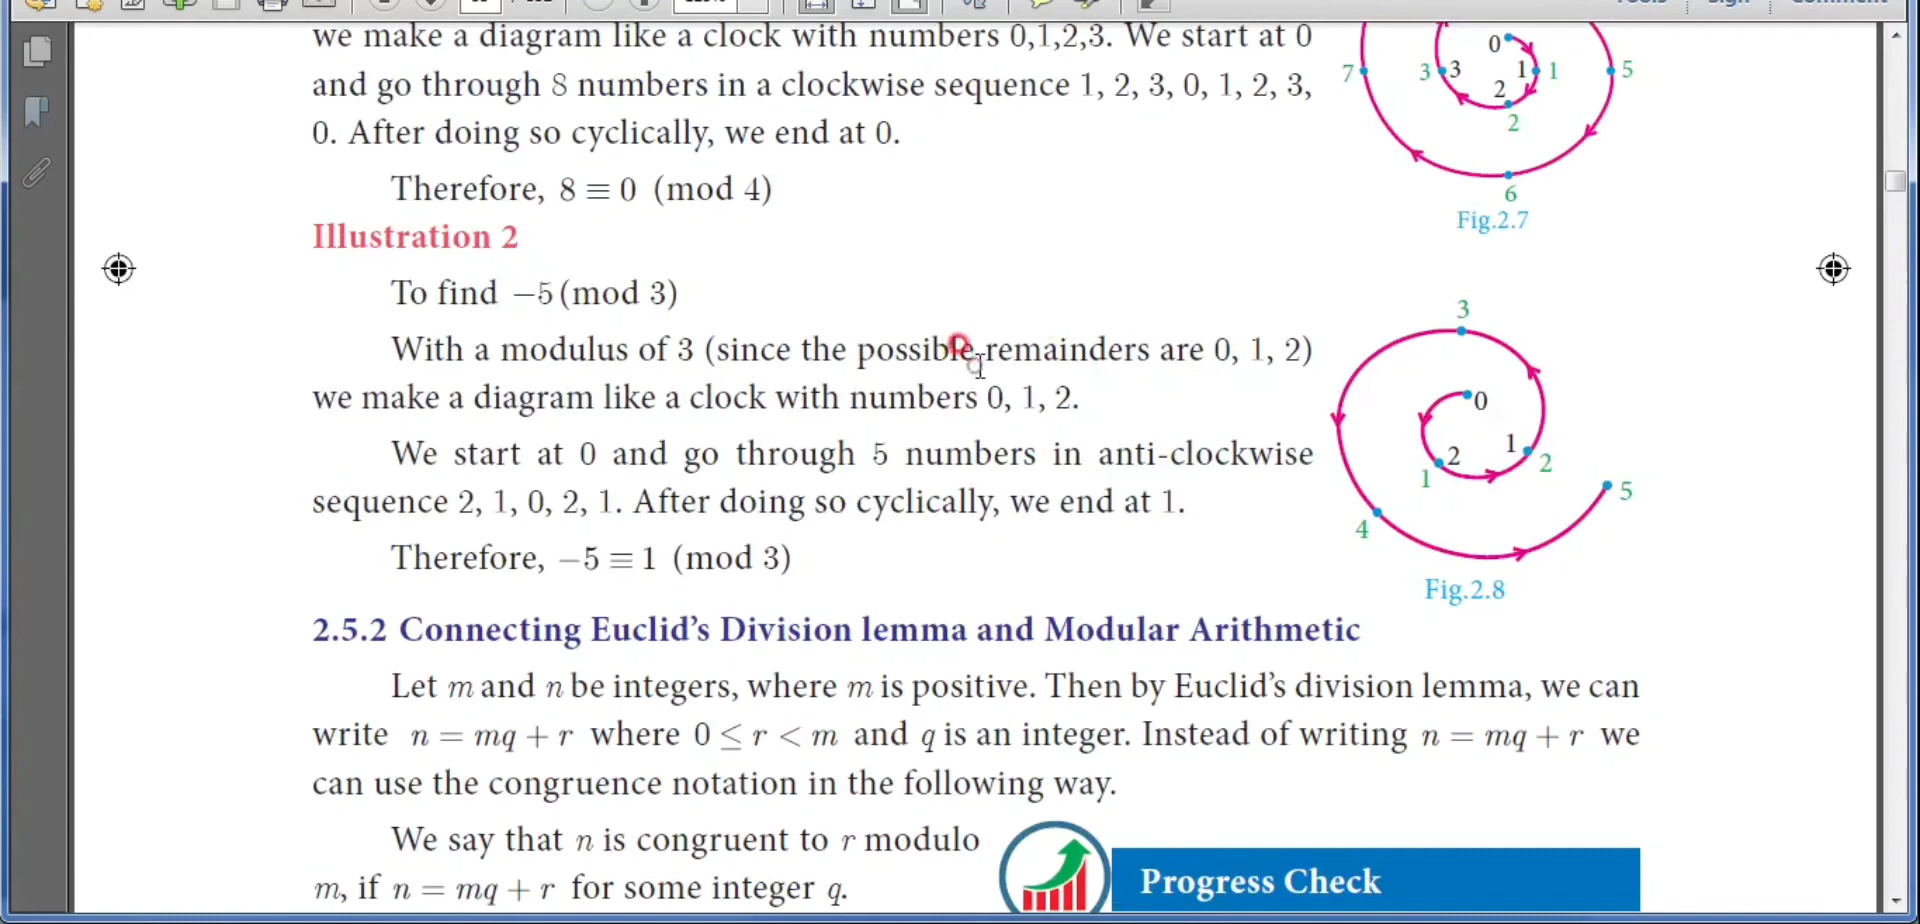 we make a diagram like a clock with numbers 0,1,2,3. We start at 0
and go through 8 numbers in a clockwise sequence 1, 2, 3, 0, 1, 2, 3,
0. After doing so cyclically, we end at 0.
Therefore, 8 ≡ 0 (mod 4)
0
7 3 3 1 1 5
2
2
6
Fig.2.7
Illustration 2
To find −5(mod 3)
With a modulus of 3 (since the possible remainders are 0, 1, 2)
we make a diagram like a clock with numbers 0, 1, 2.
We start at 0 and go through 5 numbers in anti-clockwise
sequence 2, 1, 0, 2, 1. After doing so cyclically, we end at 1.
Therefore, −5 ≡ 1 (mod 3)
3
0
2 1
1 2
5
4
Fig.2.8
2.5.2 Connecting Euclid’s Division lemma and Modular Arithmetic
Let m and n be integers, where m is positive. Then by Euclid’s division lemma, we can
write n = mq + r where 0 ≤ r < m and q is an integer. Instead of writing n = mq + r we
can use the congruence notation in the following way.
We say that n is congruent to r modulo
m, if n = mq + r for some integer q.
Progress Check